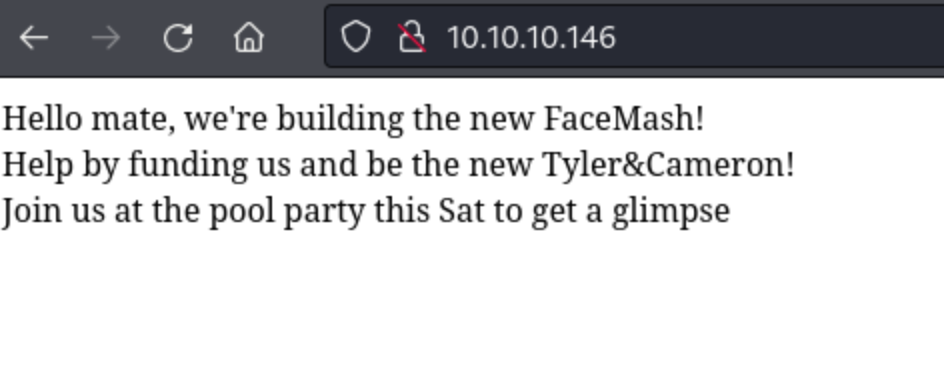 10.10.10.146
Hello mate, we're building the new FaceMash!
Help by funding us and be the new Tyler&Cameron!
Join us at the pool party this Sat to get a glimpse